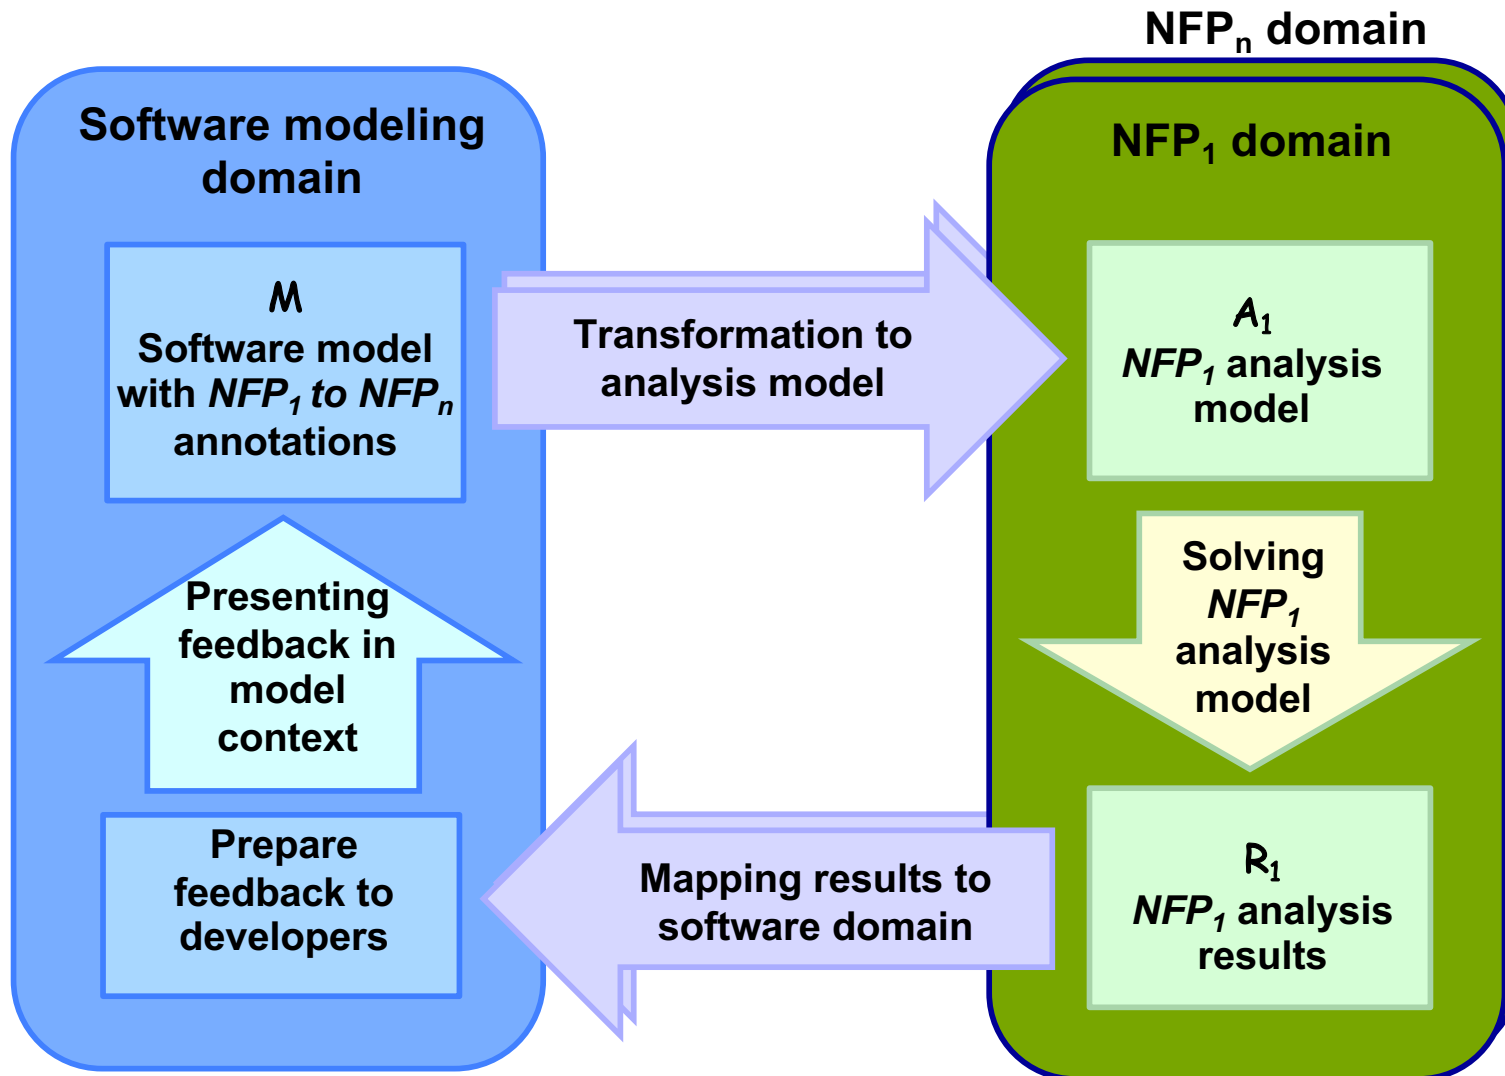 NFPn domain
Software modeling
domain
M
Software model
with NFP1 to NFPn
annotations
Transformation to
analysis model
NFP1 domain
A1
NFP1 analysis
model
Solving
NFP1
analysis
model
R1
NFP1 analysis
results
Mapping results to
software domain
Prepare
feedback to
developers
Presenting
feedback in
model
context